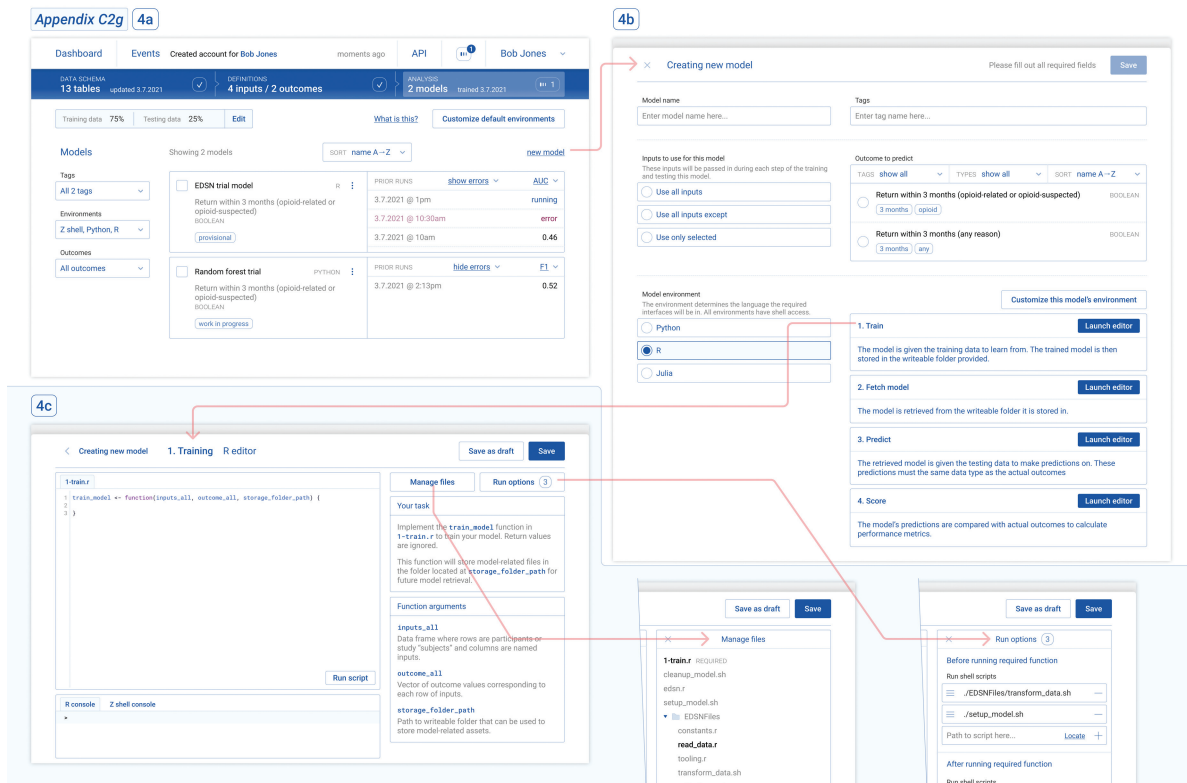 Appendix C2g
4a
Dashboard
Events
Created account for Bob Jones
moments ago
API
1
Bob Jones
DATA SCHEMA
13 tables updated 3.7.2021
DEFINITIONS
4 inputs / 2 outcomes
ANALYSIS
2 models trained 3.7.2021
1
Training data 75%
Testing data 25%
Edit
What is this?
Customize default environments
Models
Showing 2 models
SORT name A→Z
new model
Tags
All 2 tags
Environments
Z shell, Python, R
Outcomes
All outcomes
EDSN trial model
R
Return within 3 months (opioid-related or
opioid-suspected)
BOOLEAN
provisional
PRIOR RUNS
show errors
AUC
3.7.2021 @ 1pm
running
3.7.2021 @ 10:30am
error
3.7.2021 @ 10am
0.46
Random forest trial
PYTHON
Return within 3 months (opioid-related or
opioid-suspected)
BOOLEAN
work in progress
PRIOR RUNS
hide errors
F1
3.7.2021 @ 2:13pm
0.52
4b
Creating new model
Please fill out all required fields
Save
Model name
Enter model name here...
Tags
Enter tag name here...
Inputs to use for this model
These inputs will be passed in during each step of the training
and testing this model.
Use all inputs
Use all inputs except
Use only selected
Outcome to predict
TAGS show all
TYPES show all
SORT name A→Z
Return within 3 months (opioid-related or opioid-suspected)
BOOLEAN
3 months
opioid
Return within 3 months (any reason)
BOOLEAN
3 months
any
Model environment
The environment determines the language the required
interfaces will be in. All environments have shell access.
Python
R
Julia
Customize this model's environment
1. Train
Launch editor
The model is given the training data to learn from. The trained model is then
stored in the writeable folder provided.
2. Fetch model
Launch editor
The model is retrieved from the writeable folder it is stored in.
3. Predict
Launch editor
The retrieved model is given the testing data to make predictions on. These
predictions must the same data type as the actual outcomes
4. Score
Launch editor
The model's predictions are compared with actual outcomes to calculate
performance metrics.
4c
Creating new model
1. Training R editor
Save as draft
Save
1-train.r
1 train_model <- function(inputs_all, outcome_all, storage_folder_path) {
2
3 }
Run script
R console
Z shell console
>
Manage files
Run options 3
Your task
Implement the train_model function in
1-train.r to train your model. Return values
are ignored.
This function will store model-related files in
the folder located at storage_folder_path for
future model retrieval.
Function arguments
inputs_all
Data frame where rows are participants or
study "subjects" and columns are named
inputs.
outcome_all
Vector of outcome values corresponding to
each row of inputs.
storage_folder_path
Path to writeable folder that can be used to
store model-related assets.
Save as draft
Save
Manage files
1-train.r REQUIRED
cleanup_model.sh
edsn.r
setup_model.sh
EDSNFiles
constants.r
read_data.r
tooling.r
transform_data.sh
Save as draft
Save
Run options 3
Before running required function
Run shell scripts
./EDSNFiles/transform_data.sh
./setup_model.sh
Path to script here...
Locate
After running required function
Run shell scripts